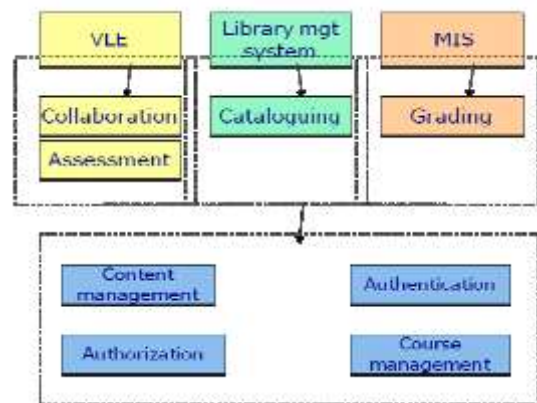 VLE
Library mgt
system
MIS
Collaboration
Cataloguing
Grading
Assessment
Content
management
Authentication
Authorization
Course
management